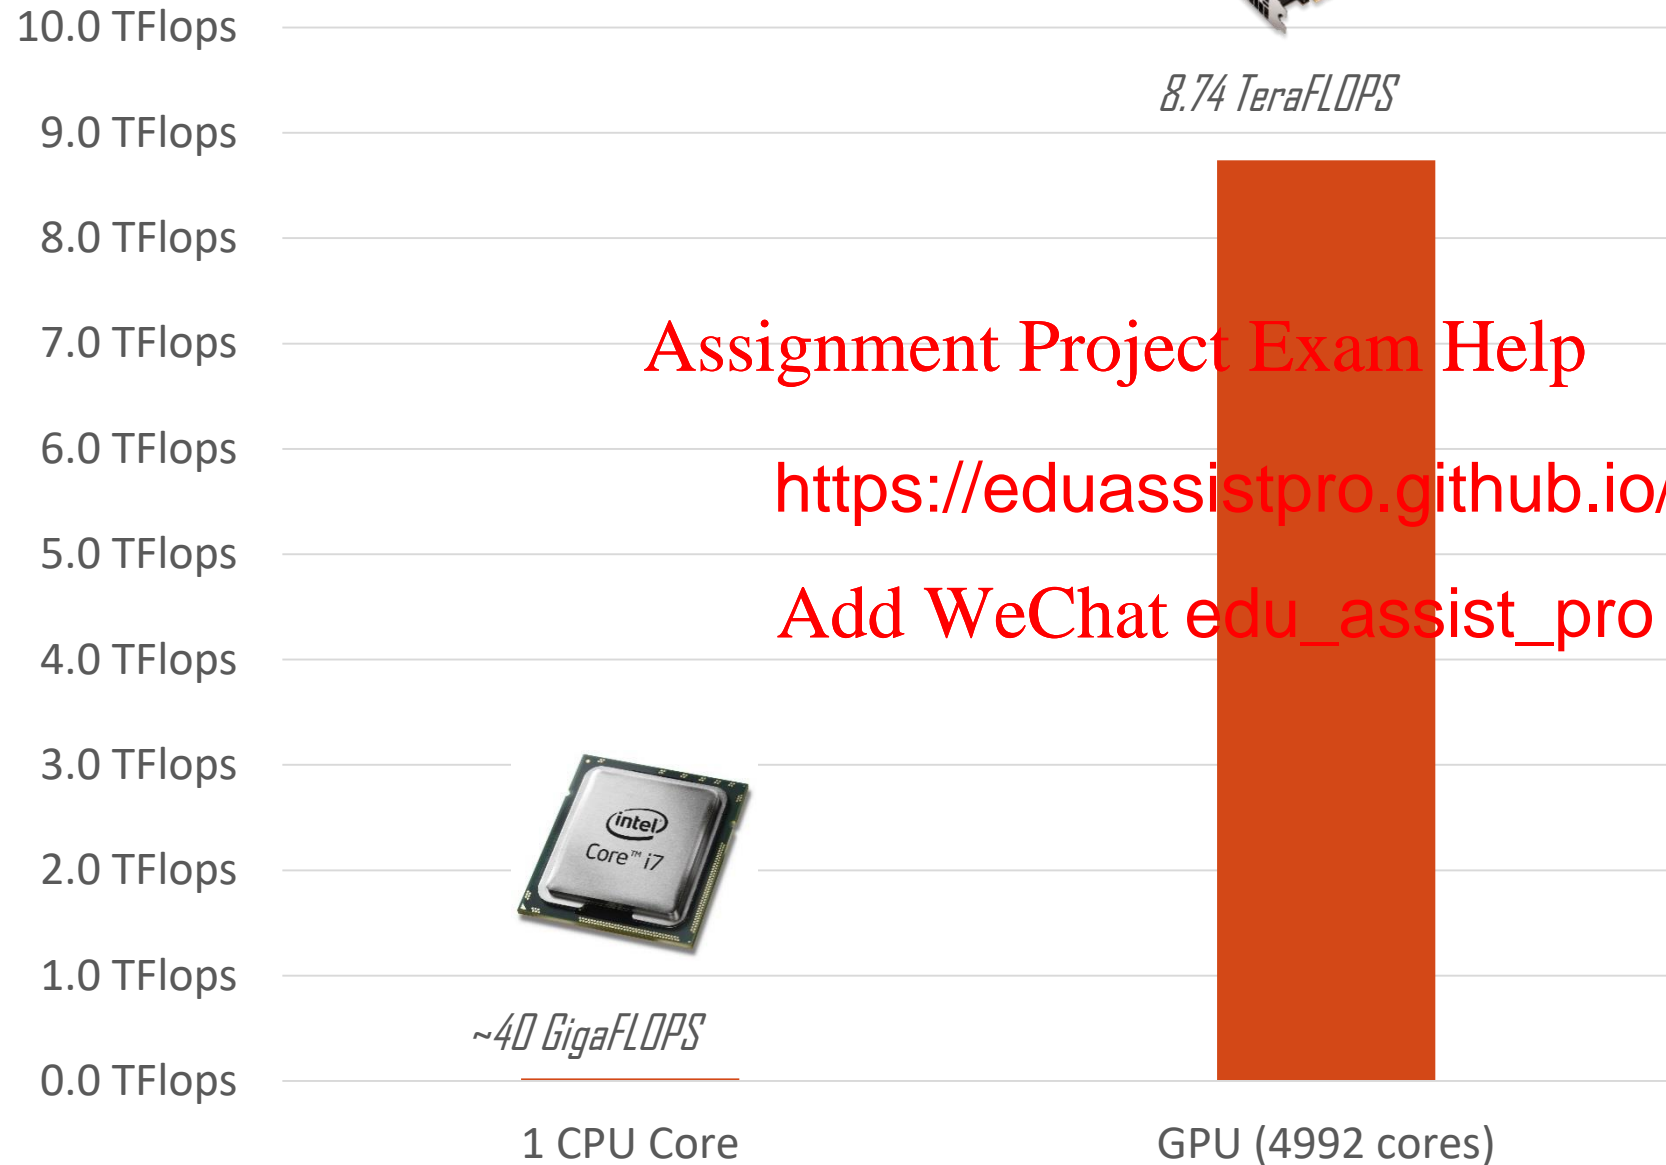 10.0 TFlops
8.74 TeraFLOPS
9.0 TFlops
8.0 TFlops
7.0 TFlops
Assignment Project Exam Help
6.0 TFlops
https://eduassistpro.github.io/
5.0 TFlops
Add WeChat edu_assist_pro
4.0 TFlops
3.0 TFlops
intel
Core™ i7
2.0 TFlops
1.0 TFlops
~40 GigaFLOPS
0.0 TFlops
1 CPU Core
GPU (4992 cores)